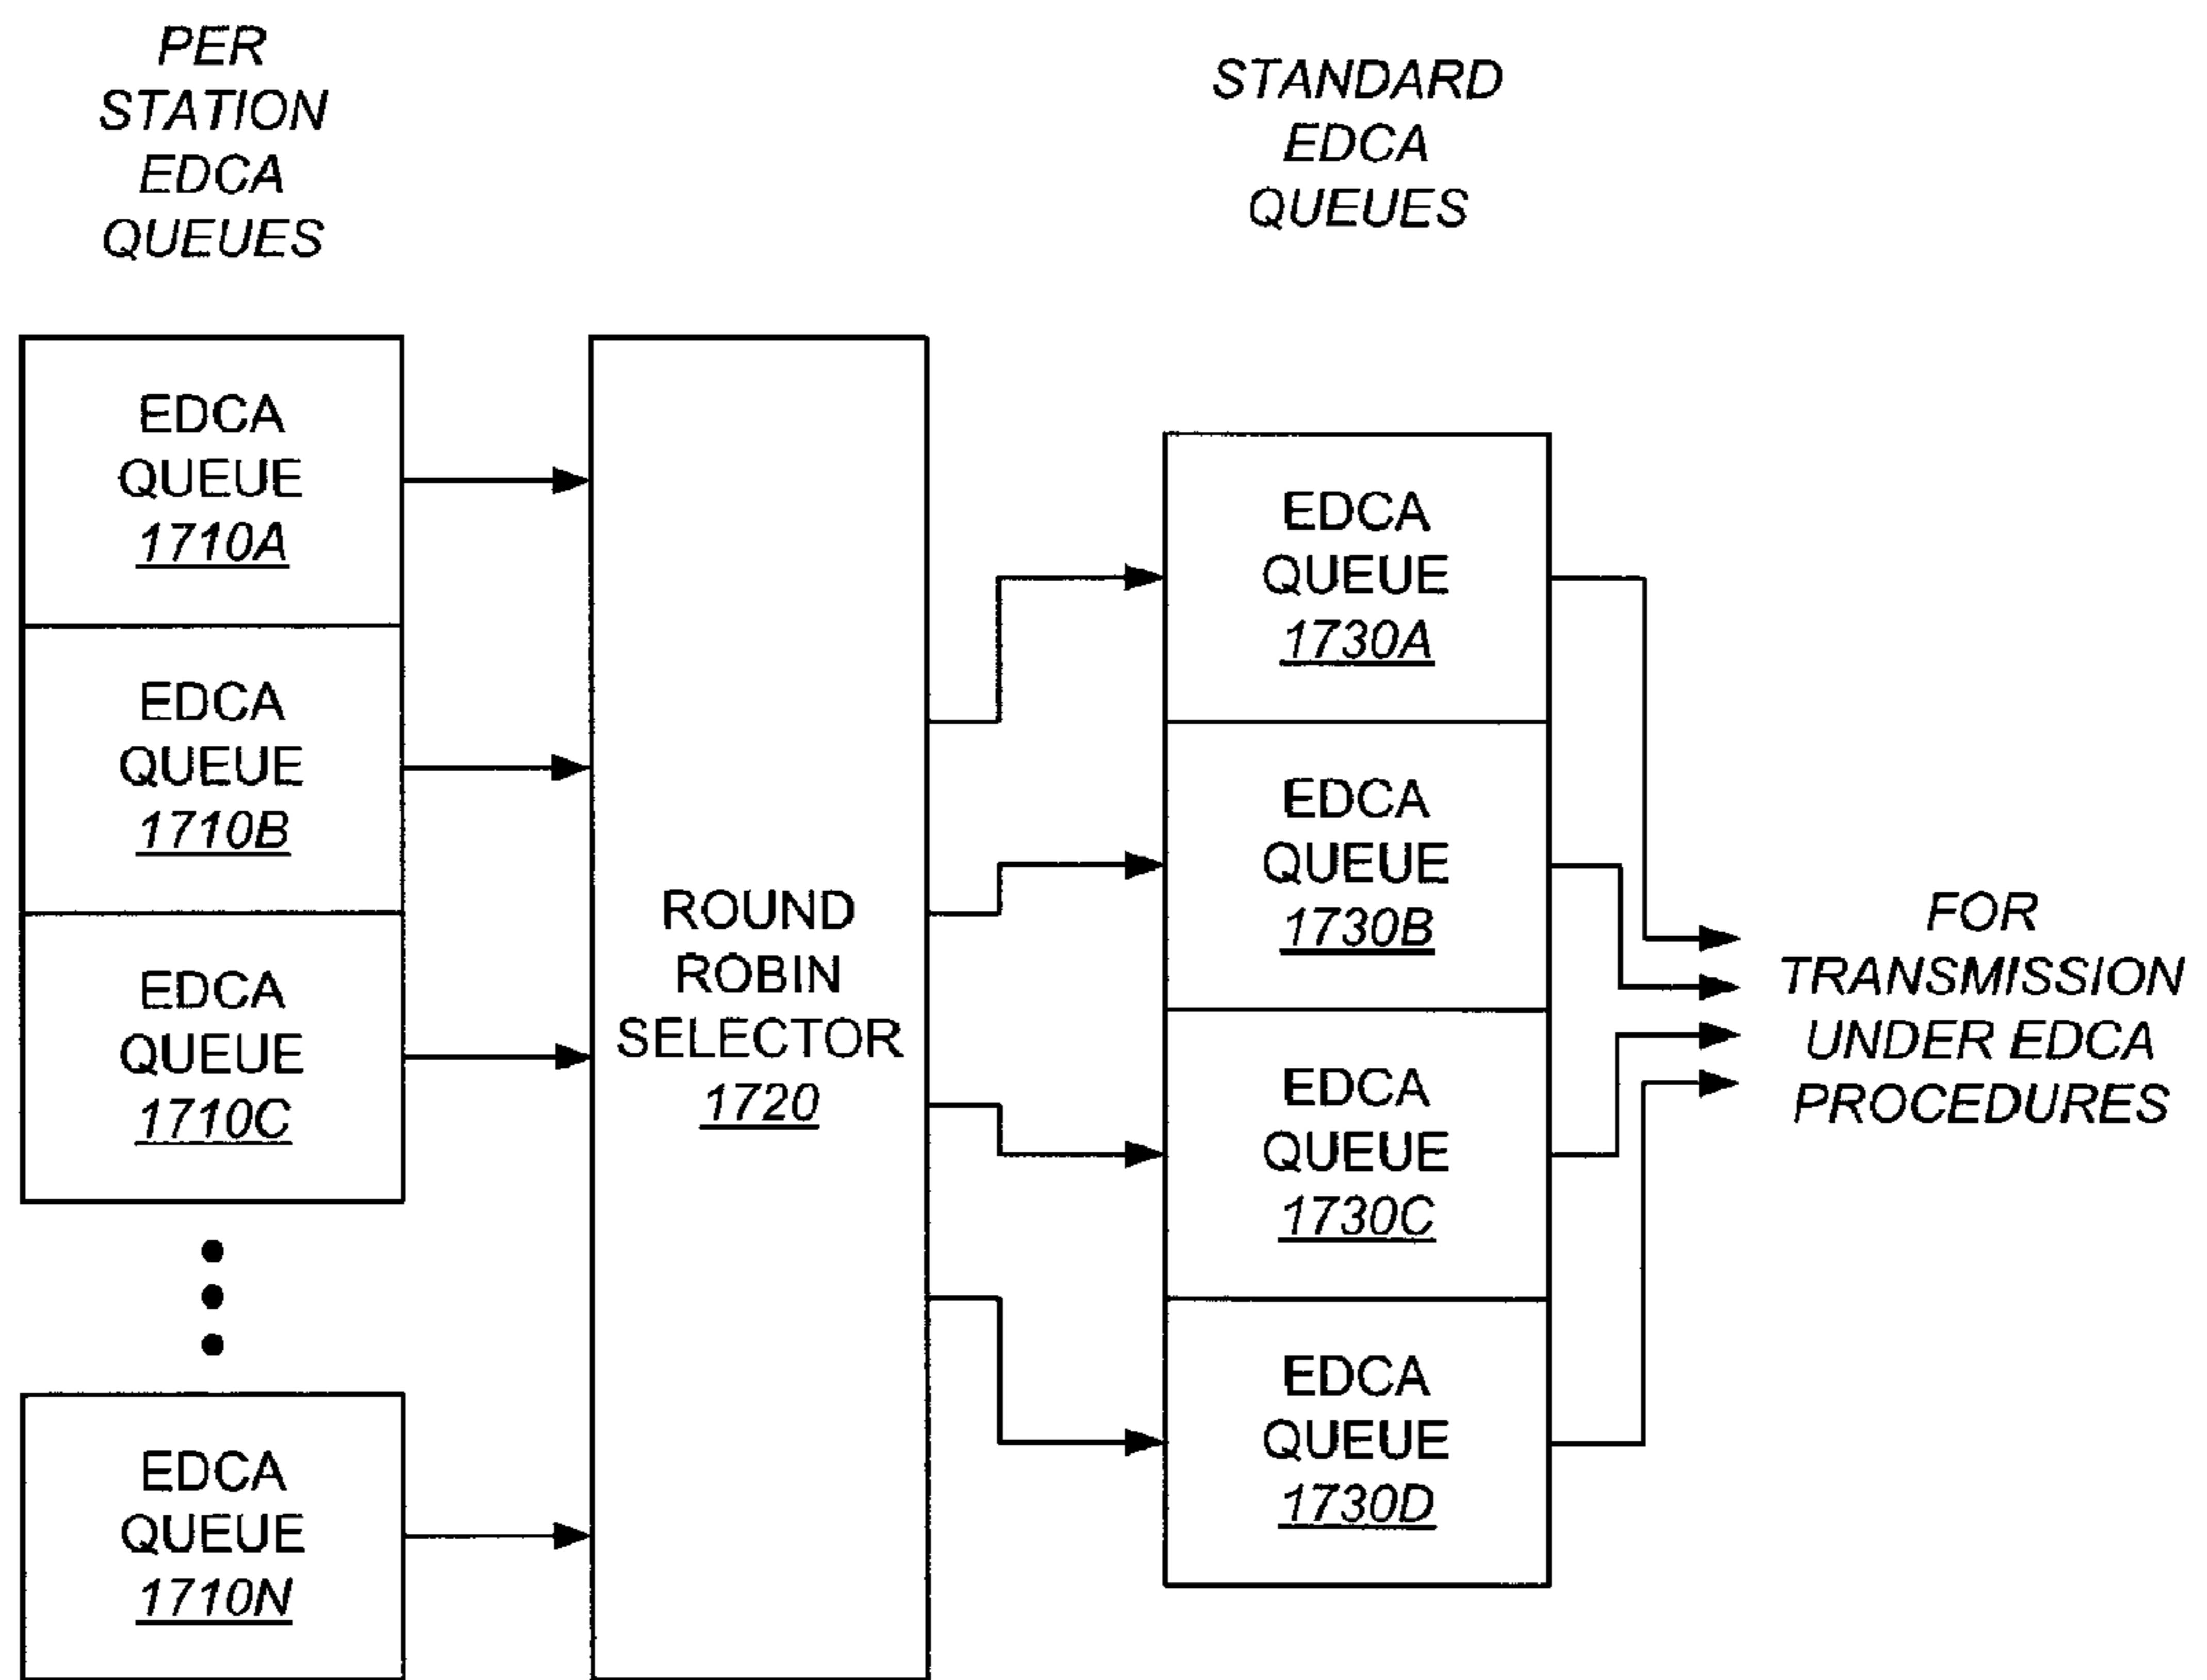 PER
STATION
EDCA
QUEUES
STANDARD
EDCA
QUEUES
EDCA
QUEUE
1710A
EDCA
QUEUE
1710B
EDCA
QUEUE
1710C
EDCA
QUEUE
1710N
ROUND
ROBIN
SELECTOR
1720
EDCA
QUEUE
1730A
EDCA
QUEUE
1730B
EDCA
QUEUE
1730C
EDCA
QUEUE
1730D
FOR
TRANSMISSION
UNDER EDCA
PROCEDURES